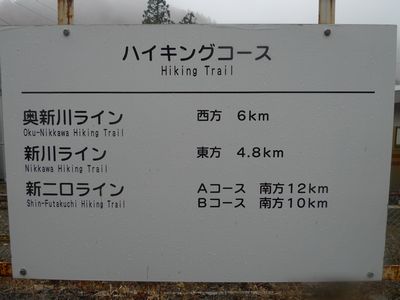 ハイキングコース
Hiking Trail
奥新川ライン 西方 6km
Oku-Nikkawa Hiking Trail
新川ライン 東方 4.8km
Nikkawa Hiking Trail
新二口ライン Aコース 南方12km
Shin-Futakuchi Hiking Trail Bコース 南方10km